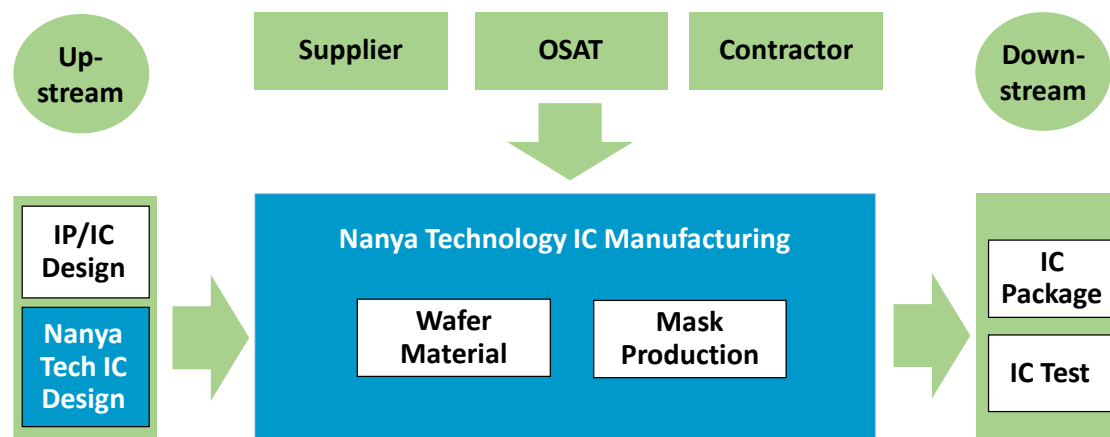 Up-
stream
Supplier
OSAT
Contractor
Down-
stream
IP/IC
Design
Nanya
Tech IC
Design
Nanya Technology IC Manufacturing
Wafer
Material
Mask
Production
IC
Package
IC Test